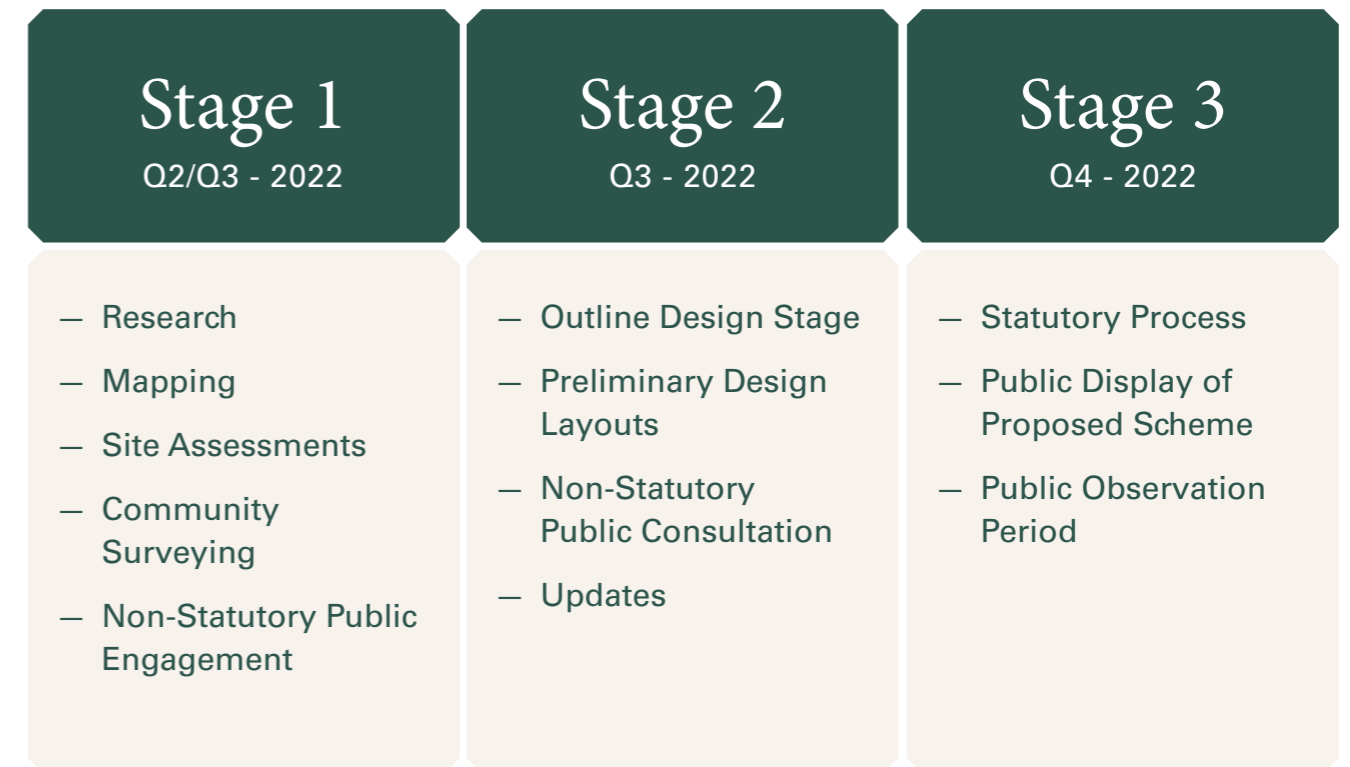 Stage 1
Q2/Q3 - 2022
— Research
— Mapping
— Site Assessments
— Community
Surveying
— Non-Statutory Public
Engagement
Stage 2
Q3 - 2022
— Outline Design Stage
— Preliminary Design
Layouts
— Non-Statutory
Public Consultation
— Updates
Stage 3
Q4 - 2022
— Statutory Process
— Public Display of
Proposed Scheme
— Public Observation
Period